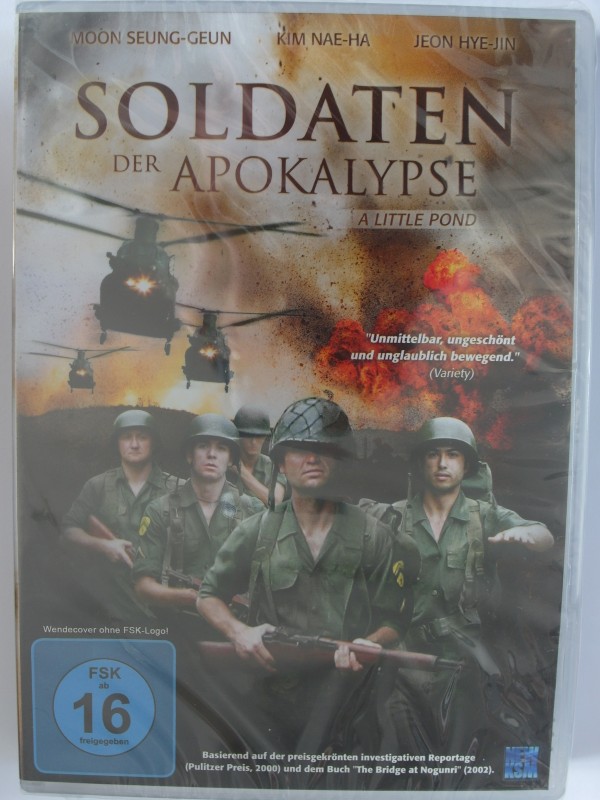 MOON SEUNG-GEUN KIM NAE-HA JEON HYE-JIN
SOLDATEN
DER APOKALYPSE
A LITTLE POND
"Unmittelbar, ungeschönt
und unglaublich bewegend."
(Variety)
Wendecover ohne FSK-Logo!
FSK
ab
16
freigegeben
Basierend auf der preisgekrönten investigativen Reportage
(Pulitzer Preis, 2000) und dem Buch "The Bridge at Nogunri" (2002).
NEW
KSM